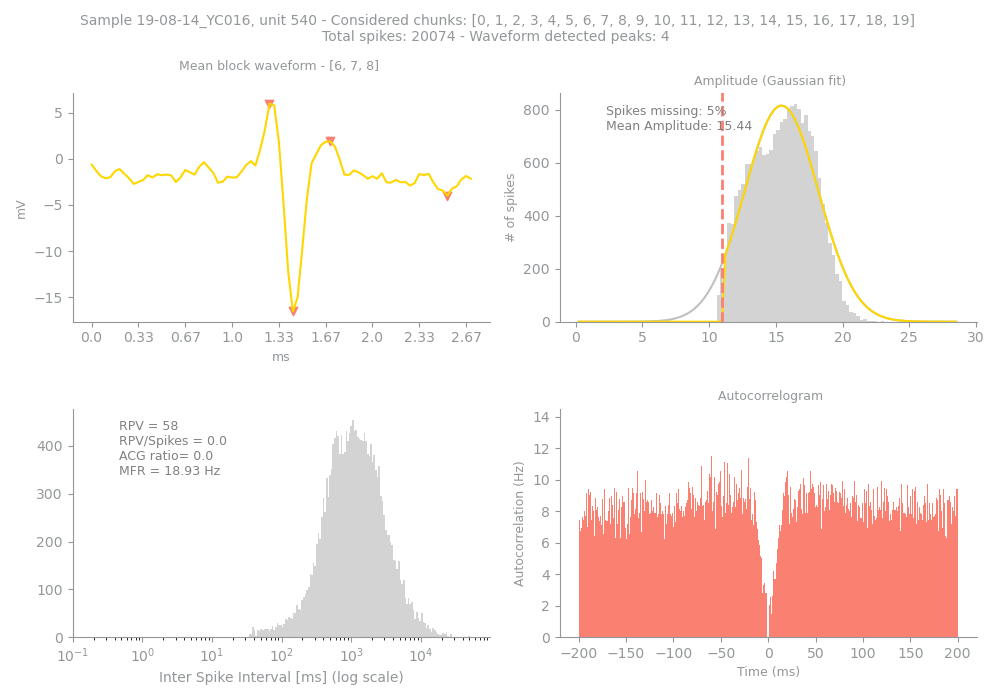 Sample 19-08-14_YC016, unit 540 - Considered chunks: [0, 1, 2, 3, 4, 5, 6, 7, 8, 9, 10, 11, 12, 13, 14, 15, 16, 17, 18, 19]
Total spikes: 20074 - Waveform detected peaks: 4
Mean block waveform - [6, 7, 8]
5
0
−5
−10
−15
mV
0.0 0.33 0.67 1.0 1.33 1.67 2.0 2.33 2.67
ms
Amplitude (Gaussian fit)
Spikes missing: 5%
Mean Amplitude: 15.44
800
600
400
200
0
# of spikes
0 5 10 15 20 25 30
RPV = 58
RPV/Spikes = 0.0
ACG ratio= 0.0
MFR = 18.93 Hz
400
300
200
100
0
10⁻¹ 10⁰ 10¹ 10² 10³ 10⁴
Inter Spike Interval [ms] (log scale)
Autocorrelogram
14
12
10
8
6
4
2
0
Autocorrelation (Hz)
−200 −150 −100 −50 0 50 100 150 200
Time (ms)